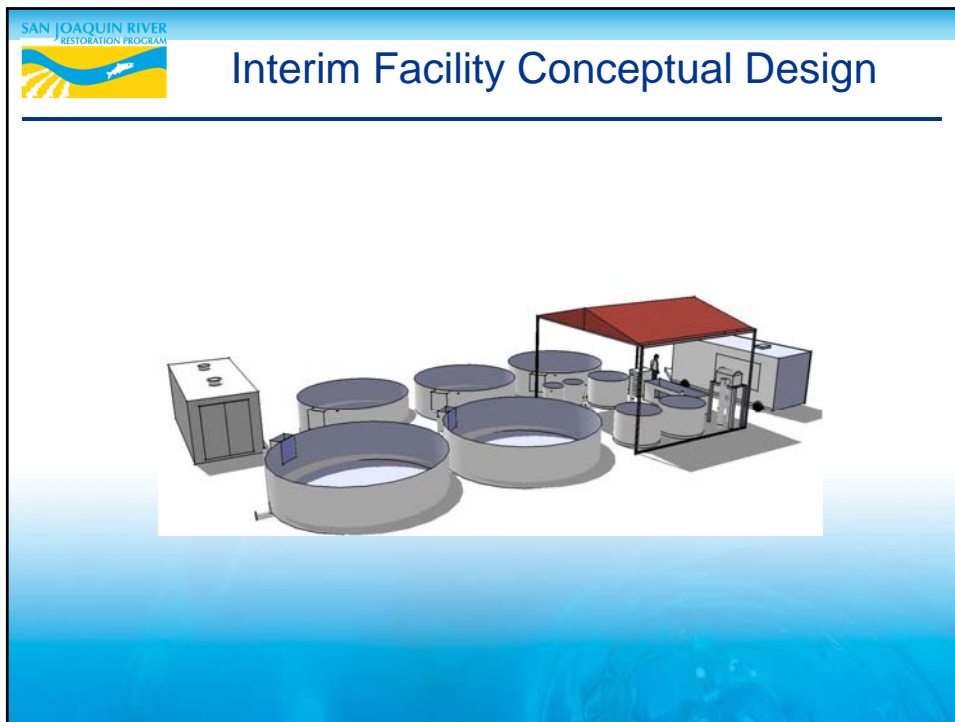 SAN JOAQUIN RIVER
RESTORATION PROGRAM
Interim Facility Conceptual Design